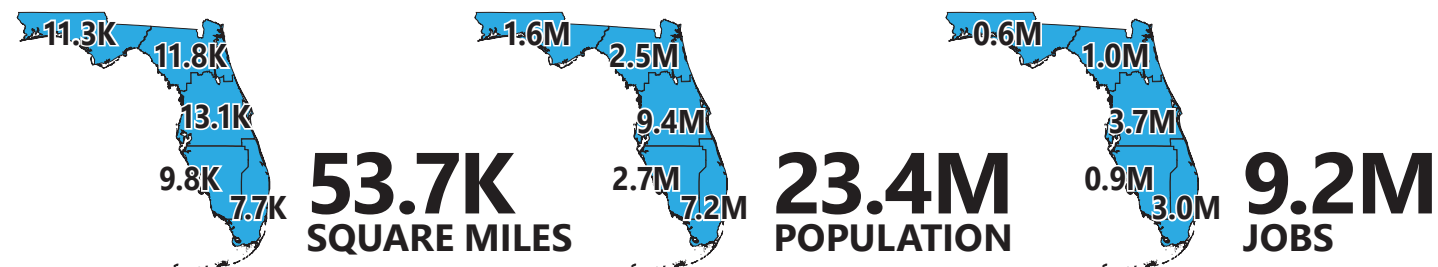 11.3K
11.8K
13.1K
9.8K
7.7K
53.7K
SQUARE MILES
1.6M
2.5M
9.4M
2.7M
7.2M
23.4M
POPULATION
0.6M
1.0M
3.7M
0.9M
3.0M
9.2M
JOBS